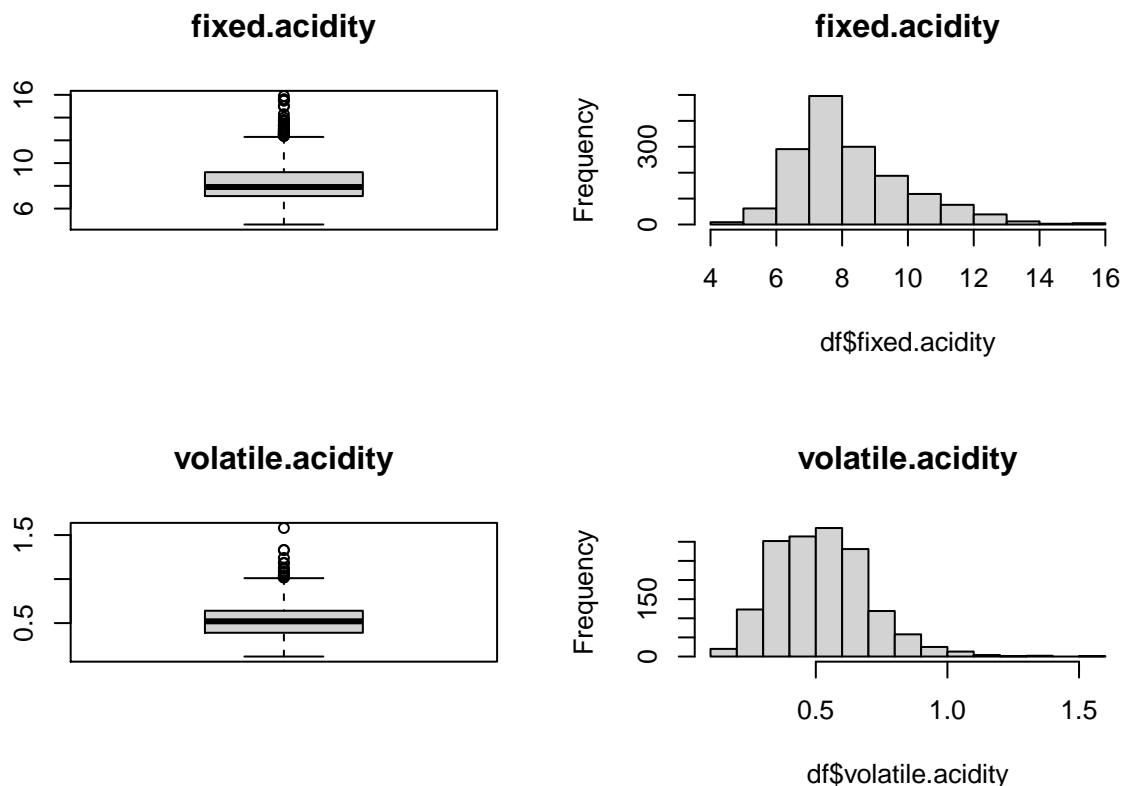 fixed.acidity
6
10
16
fixed.acidity
Frequency
0
300
4 6 8 10 12 14 16
df$fixed.acidity
volatile.acidity
0.5
1.5
volatile.acidity
Frequency
0
150
0.5 1.0 1.5
df$volatile.acidity